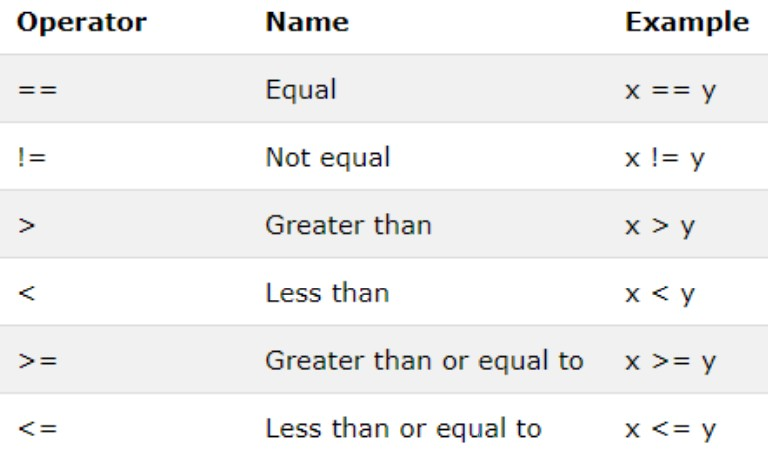 Operator Name Example
== Equal x == y
!= Not equal x != y
> Greater than x > y
< Less than x < y
>= Greater than or equal to x >= y
<= Less than or equal to x <= y